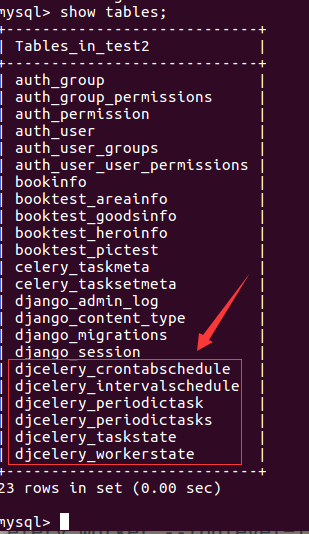 mysql> show tables;
+----------------------------+
| Tables_in_test2            |
+----------------------------+
| auth_group                 |
| auth_group_permissions     |
| auth_permission            |
| auth_user                  |
| auth_user_groups           |
| auth_user_user_permissions |
| bookinfo                   |
| booktest_areainfo          |
| booktest_goodsinfo         |
| booktest_heroinfo          |
| booktest_pictest           |
| celery_taskmeta            |
| celery_tasksetmeta         |
| django_admin_log           |
| django_content_type        |
| django_migrations          |
| django_session             |
| djcelery_crontabschedule   |
| djcelery_intervalschedule  |
| djcelery_periodictask      |
| djcelery_periodictasks     |
| djcelery_taskstate         |
| djcelery_workerstate       |
+----------------------------+
23 rows in set (0.00 sec)
mysql>